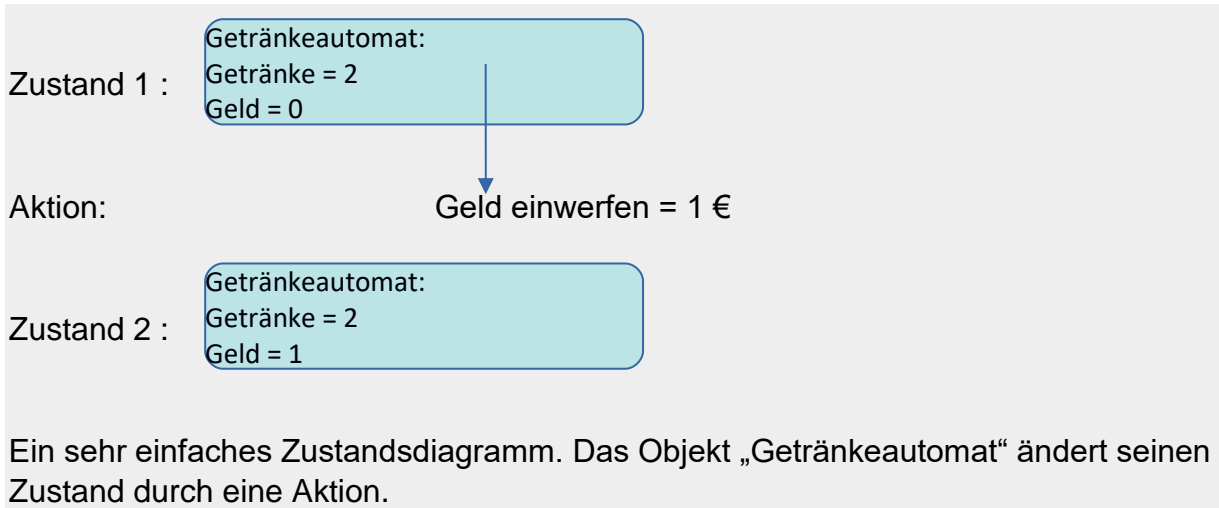 Getränkeautomat:
Zustand 1 :
Getränke = 2
Geld = 0
Aktion:
Geld einwerfen = 1 €
Getränkeautomat:
Zustand 2 :
Getränke = 2
Geld = 1
Ein sehr einfaches Zustandsdiagramm. Das Objekt „Getränkeautomat“ ändert seinen
Zustand durch eine Aktion.